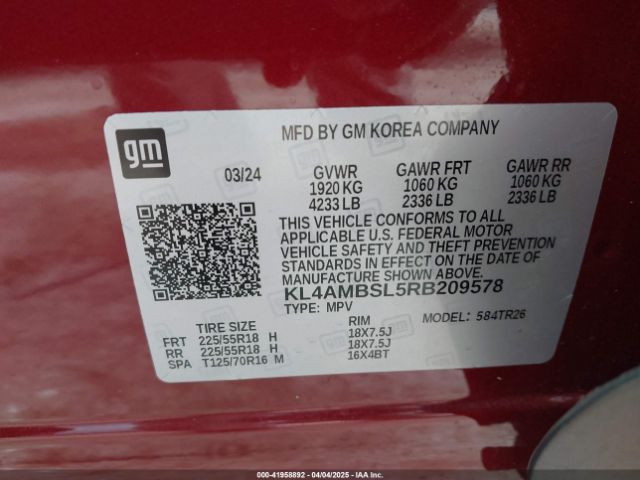 gm
MFD BY GM KOREA COMPANY
03/24 GVWR GAWR FRT GAWR RR
1920 KG 1060 KG 1060 KG
4233 LB 2336 LB 2336 LB
THIS VEHICLE CONFORMS TO ALL
APPLICABLE U.S. FEDERAL MOTOR
VEHICLE SAFETY AND THEFT PREVENTION
STANDARDS IN EFFECT ON THE DATE OF
MANUFACTURE SHOWN ABOVE.
KL4AMBSL5RB209578
TYPE: MPV MODEL: 584TR26
TIRE SIZE RIM
FRT 225/55R18 H 18X7.5J
RR 225/55R18 H 18X7.5J
SPA T125/70R16 M 16X4BT
000-41958892 - 04/04/2025 - IAAI.com. Copyright IAA, Inc.